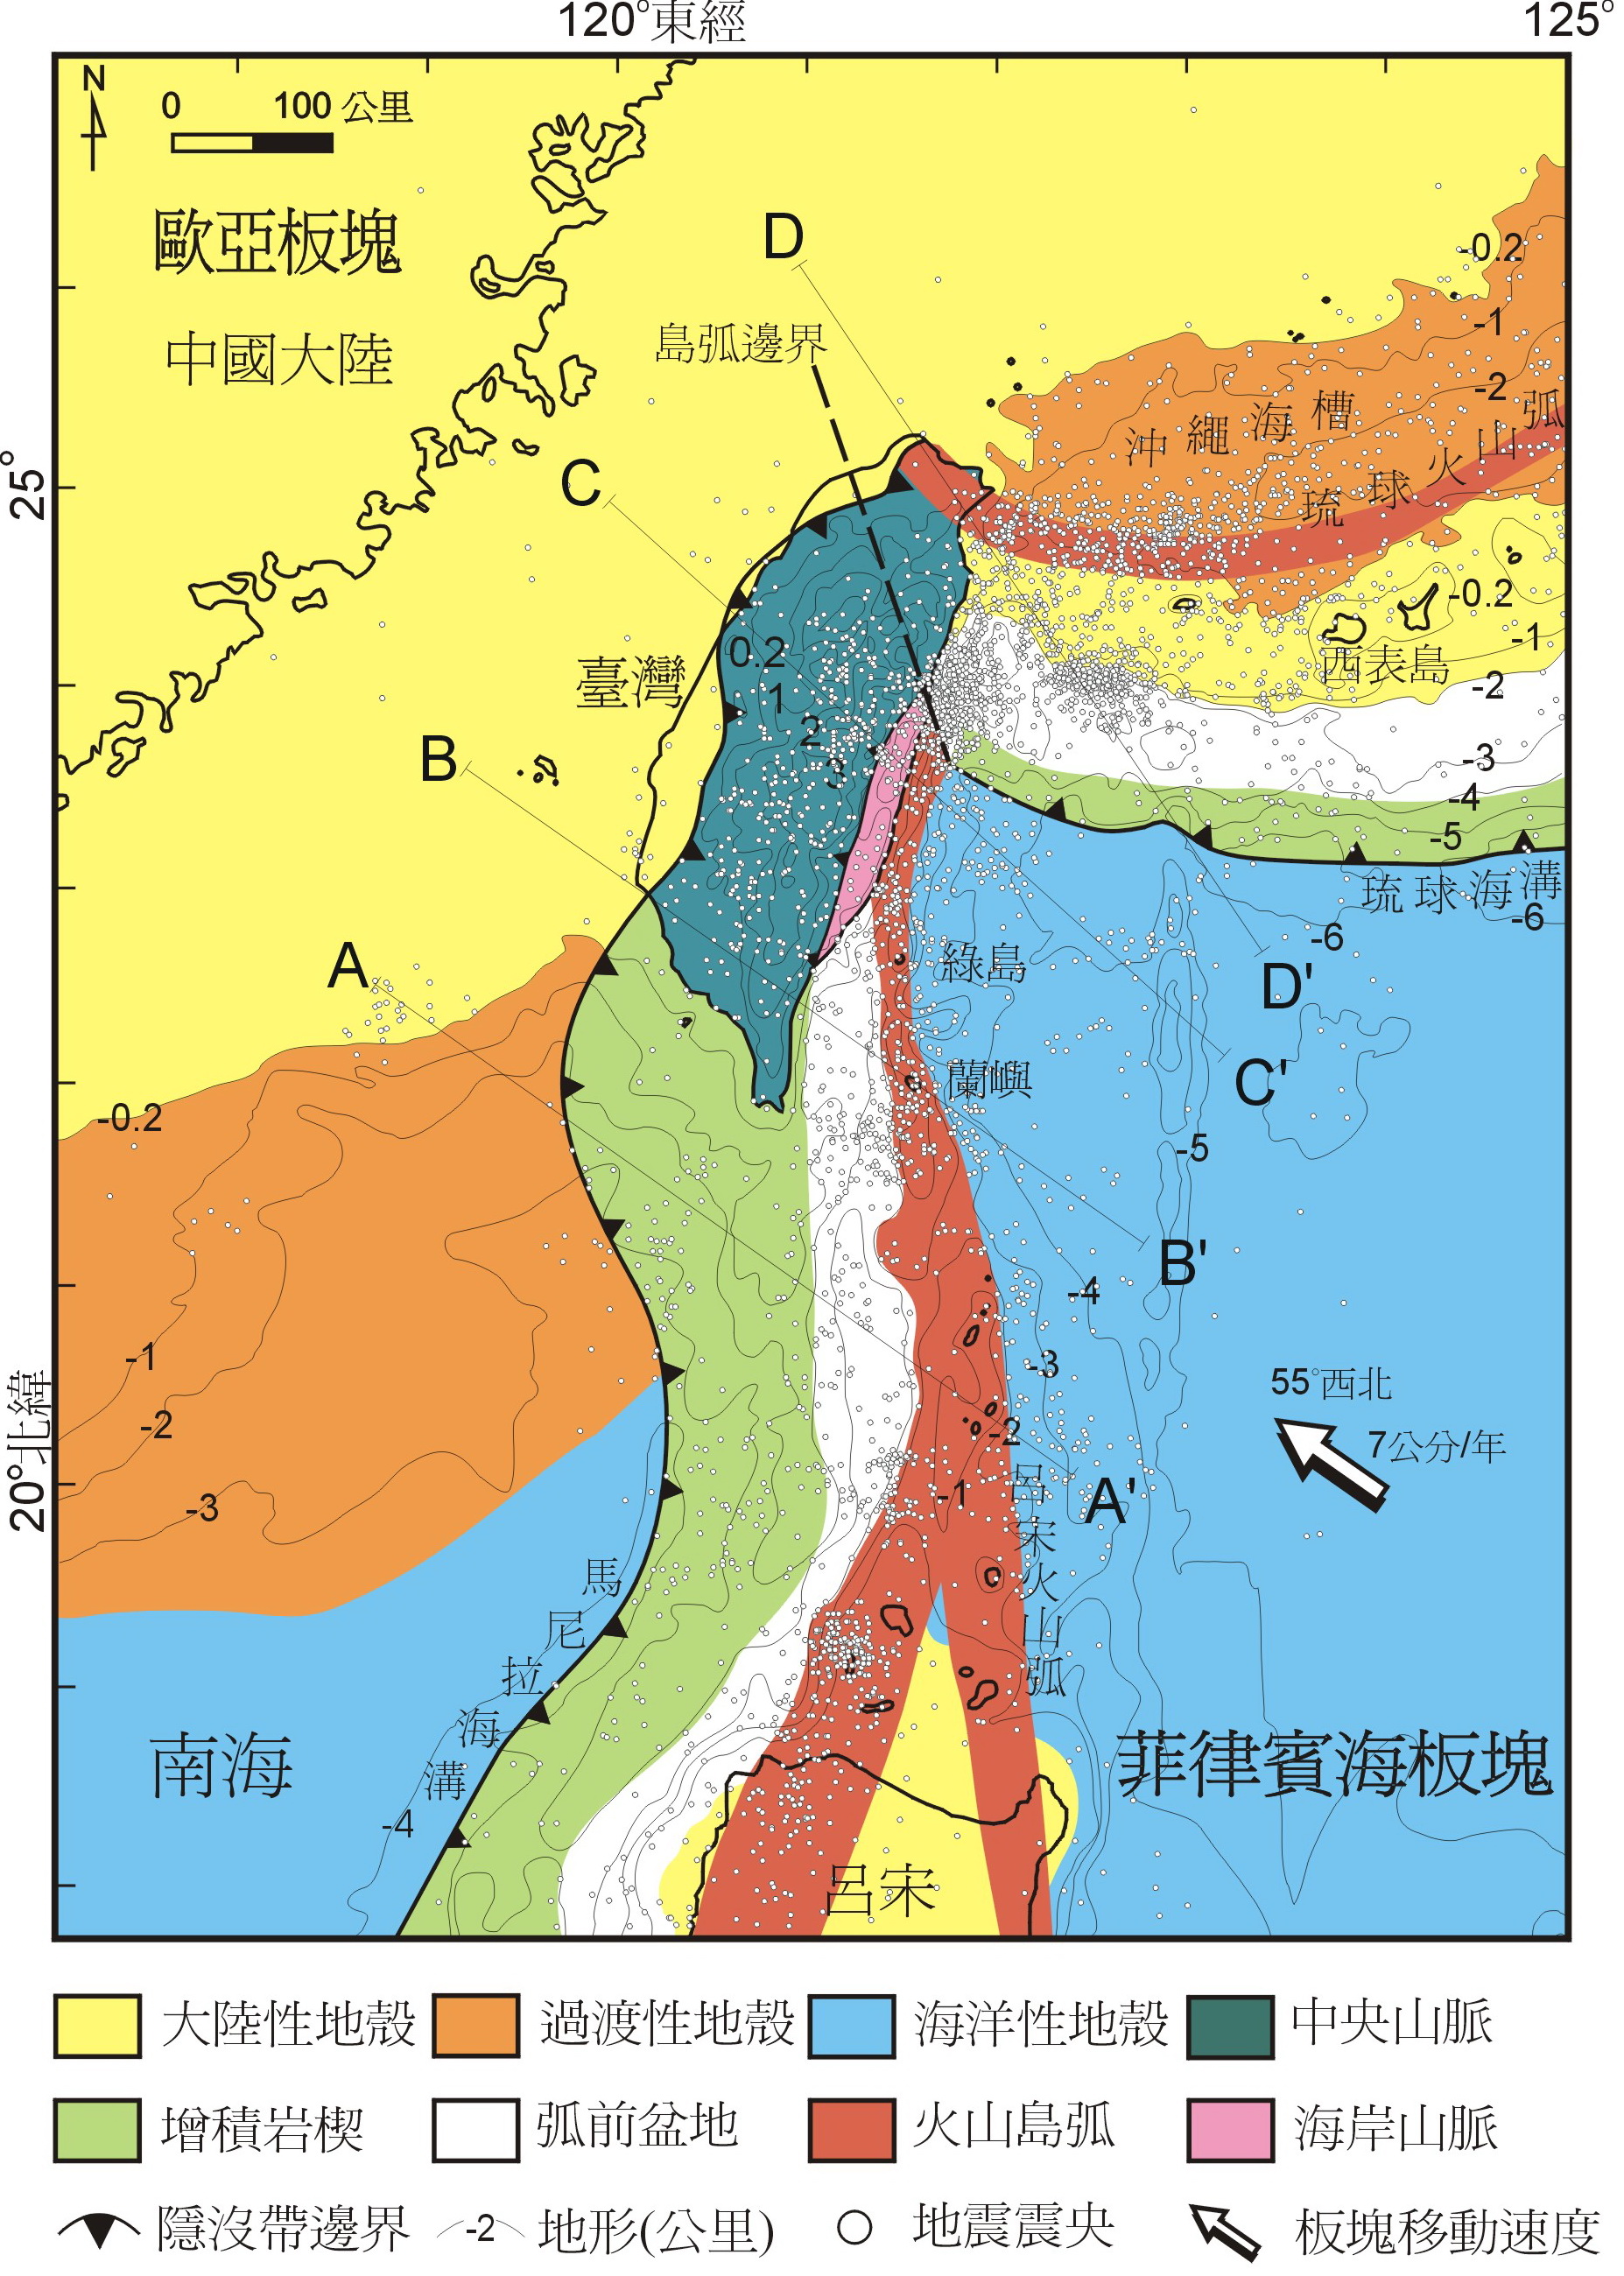 120°東經
125°
N
0
100 公里
歐亞板塊
中國大陸
D
島弧邊界
-0.2
-1
-2
沖繩海槽
琉球火山弧
25°
C
-0.2
-1
西表島
-2
臺灣
0.2
1
2
3
B
-3
-4
-5
琉球海溝
-6
-6
A
綠島
D'
蘭嶼
C'
-0.2
-5
B'
-4
-1
-3
55°西北
-2
-2
7公分/年
20°北緯
-3
-1
A'
呂宋火山弧
馬尼拉海溝
南海
菲律賓海板塊
-4
呂宋
大陸性地殼
過渡性地殼
海洋性地殼
中央山脈
增積岩楔
弧前盆地
火山島弧
海岸山脈
隱沒帶邊界
-2
地形(公里)
地震震央
板塊移動速度